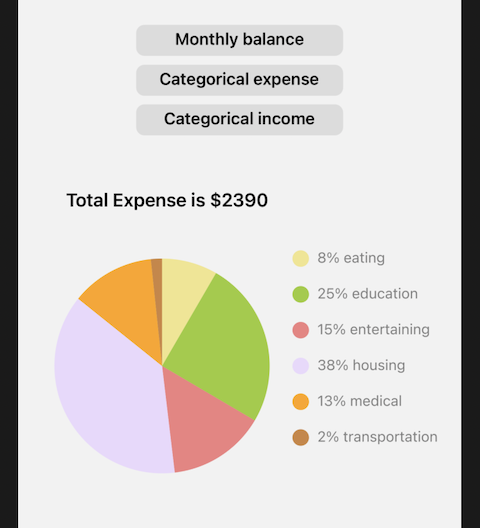 Monthly balance
Categorical expense
Categorical income
Total Expense is $2390
8% eating
25% education
15% entertaining
38% housing
13% medical
2% transportation